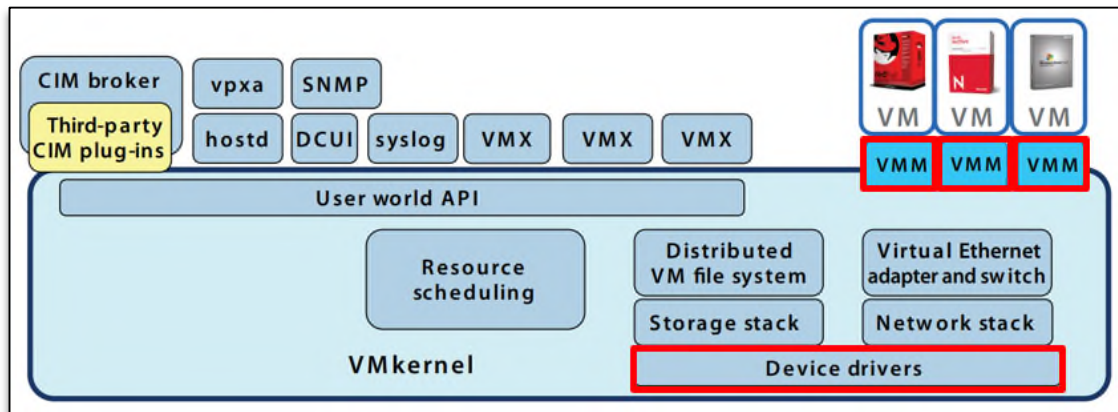 CIM broker
Third-party
CIM plug-ins
vpxa
SNMP
hostd
DCUI
syslog
VMX
VMX
VMX
N
VM
VM
VM
VMM
VMM
VMM
User world API
Resource
scheduling
Distributed
VM file system
Virtual Ethernet
adapter and switch
Storage stack
Network stack
VMkernel
Device drivers